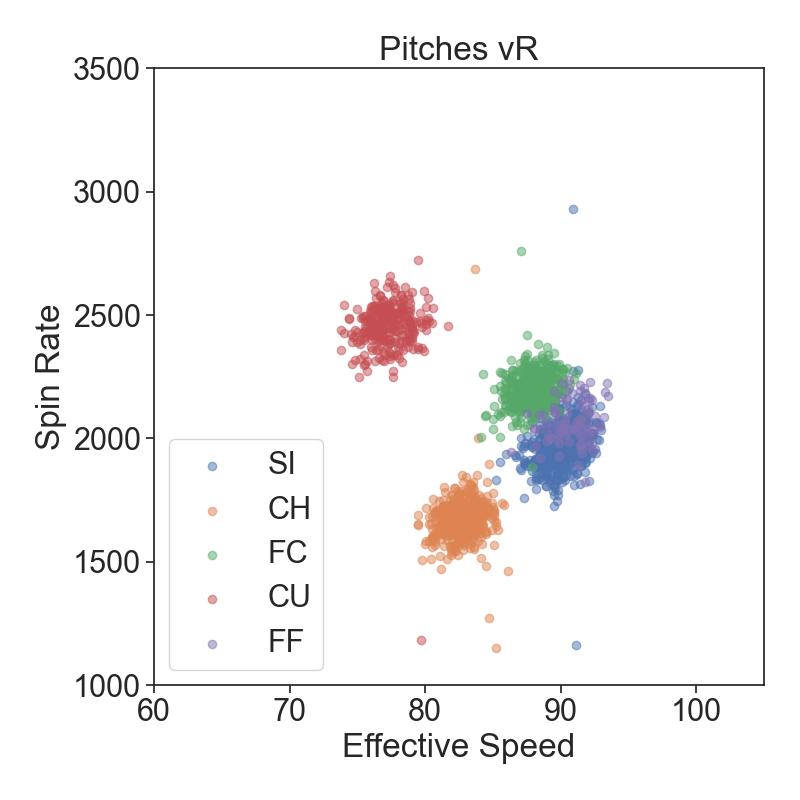 Pitches vR
3500
3000
2500
2000
1500
1000
Spin Rate
SI
CH
FC
CU
FF
60 70 80 90 100
Effective Speed